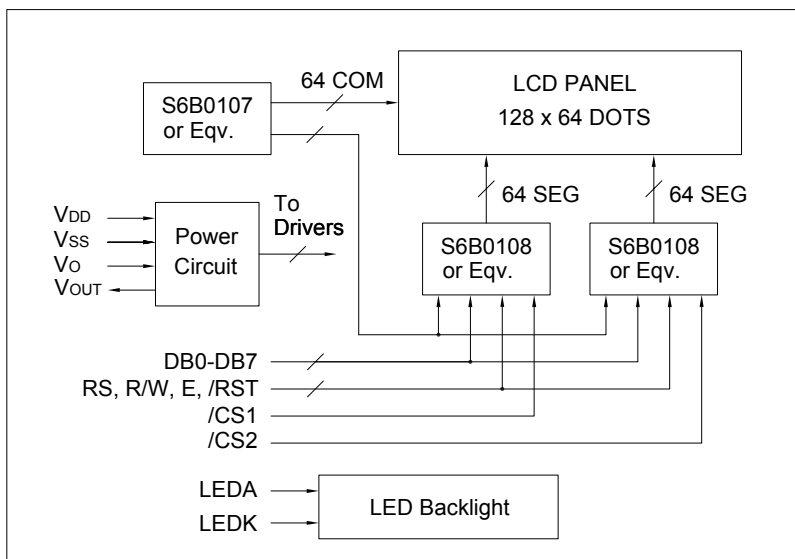 64 COM
S6B0107
or Eqv.
LCD PANEL
128 x 64 DOTS
64 SEG
64 SEG
S6B0108
or Eqv.
S6B0108
or Eqv.
VDD
VSS
VO
VOUT
Power
Circuit
To
Drivers
DB0-DB7
RS, R/W, E, /RST
/CS1
/CS2
LEDA
LEDK
LED Backlight